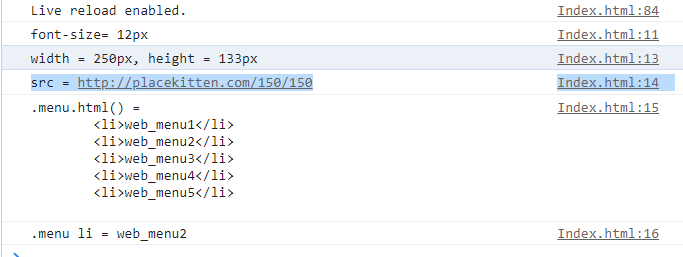 Live reload enabled. Index.html:84
font-size= 12px Index.html:11
width = 250px, height = 133px Index.html:13
src = http://placekitten.com/150/150 Index.html:14
.menu.html() = Index.html:15
<li>web_menu1</li>
<li>web_menu2</li>
<li>web_menu3</li>
<li>web_menu4</li>
<li>web_menu5</li>
.menu li = web_menu2 Index.html:16